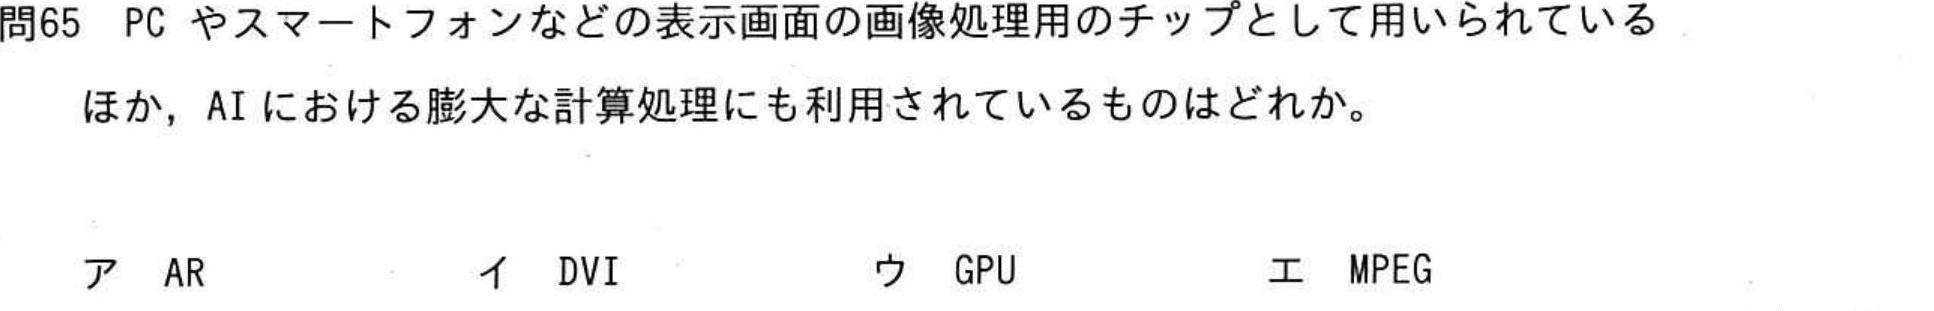 問65 PC やスマートフォンなどの表示画面の画像処理用のチップとして用いられている
ほか，AI における膨大な計算処理にも利用されているものはどれか。
ア AR イ DVI ウ GPU エ MPEG